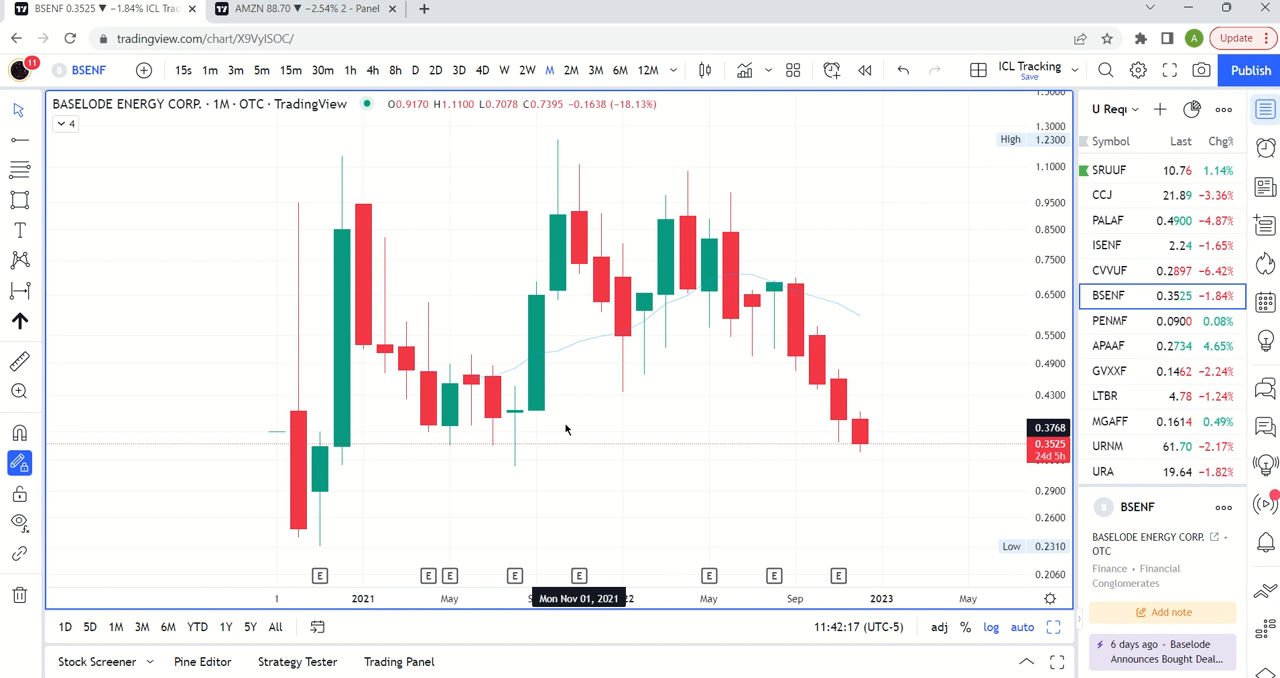 BSENF 0.3525 ▼ −1.84% ICL Trac
AMZN 88.70 ▼ −2.54% 2 - Panel
tradingview.com/chart/X9VyISOC/
A
Update
11
B BSENF
15s 1m 3m 5m 15m 30m 1h 4h 8h D 2D 3D 4D W 2W M 2M 3M 6M 12M
ICL Tracking
Save
Publish
BASELODE ENERGY CORP. · 1M · OTC · TradingView
O0.9170 H1.1100 L0.7078 C0.7395 −0.1638 (−18.13%)
4
1.3000
High 1.2300
1.1000
0.9500
0.8500
0.7500
0.6500
0.5500
0.4900
0.4300
0.3768
0.3525
24d 5h
0.2900
0.2600
Low 0.2310
0.2060
E E E E E E E E
1 2021 May Mon Nov 01, 2021 22 May Sep 2023 May
1D 5D 1M 3M 6M YTD 1Y 5Y All
11:42:17 (UTC-5) adj % log auto
Stock Screener Pine Editor Strategy Tester Trading Panel
U Requ
Symbol Last Chg%
SRUUF 10.76 1.14%
CCJ 21.89 −3.36%
PALAF 0.4900 −4.87%
ISENF 2.24 −1.65%
CVVUF 0.2897 −6.42%
BSENF 0.3525 −1.84%
PENMF 0.0900 0.08%
APAAF 0.2734 4.65%
GVXXF 0.1462 −2.24%
LTBR 4.78 −1.24%
MGAFF 0.1614 0.49%
URNM 61.70 −2.17%
URA 19.64 −1.82%
B BSENF
BASELODE ENERGY CORP. •
OTC
Finance • Financial
Conglomerates
Add note
6 days ago • Baselode
Announces Bought Deal...